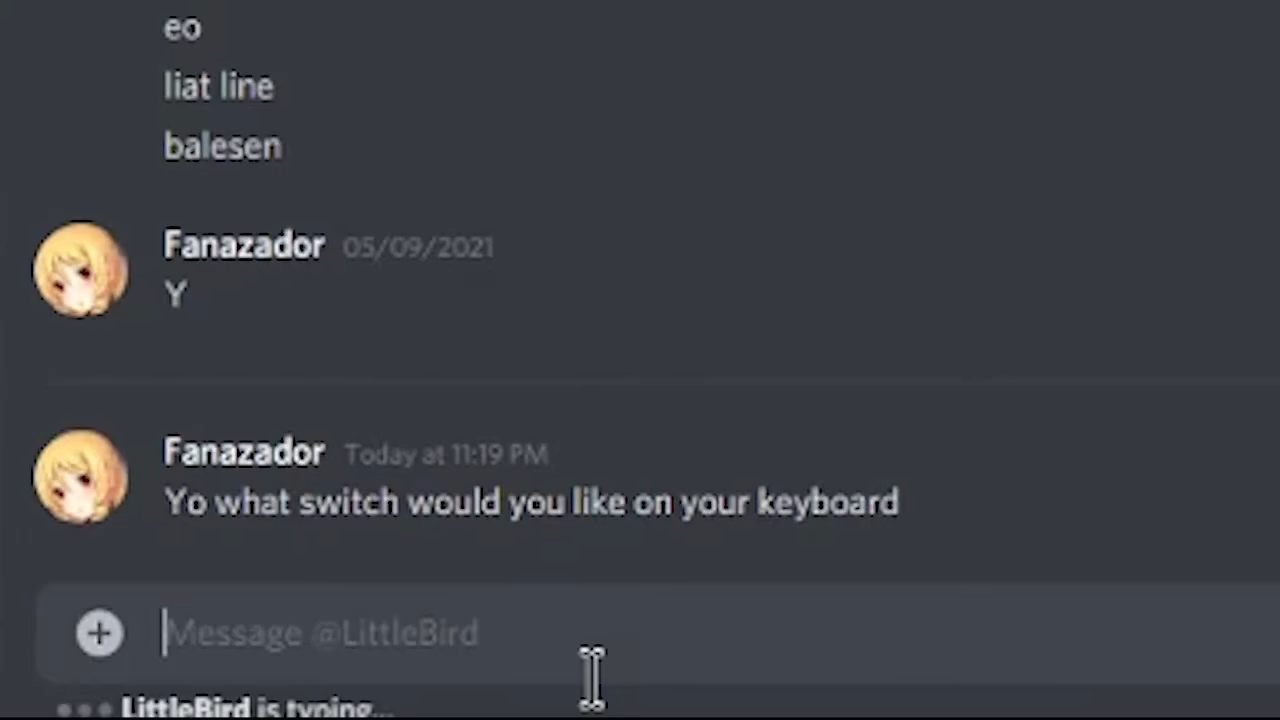 eo
liat line
balesen
Fanazador 05/09/2021
Y
Fanazador Today at 11:19 PM
Yo what switch would you like on your keyboard
Message @LittleBird
LittleBird is typing...